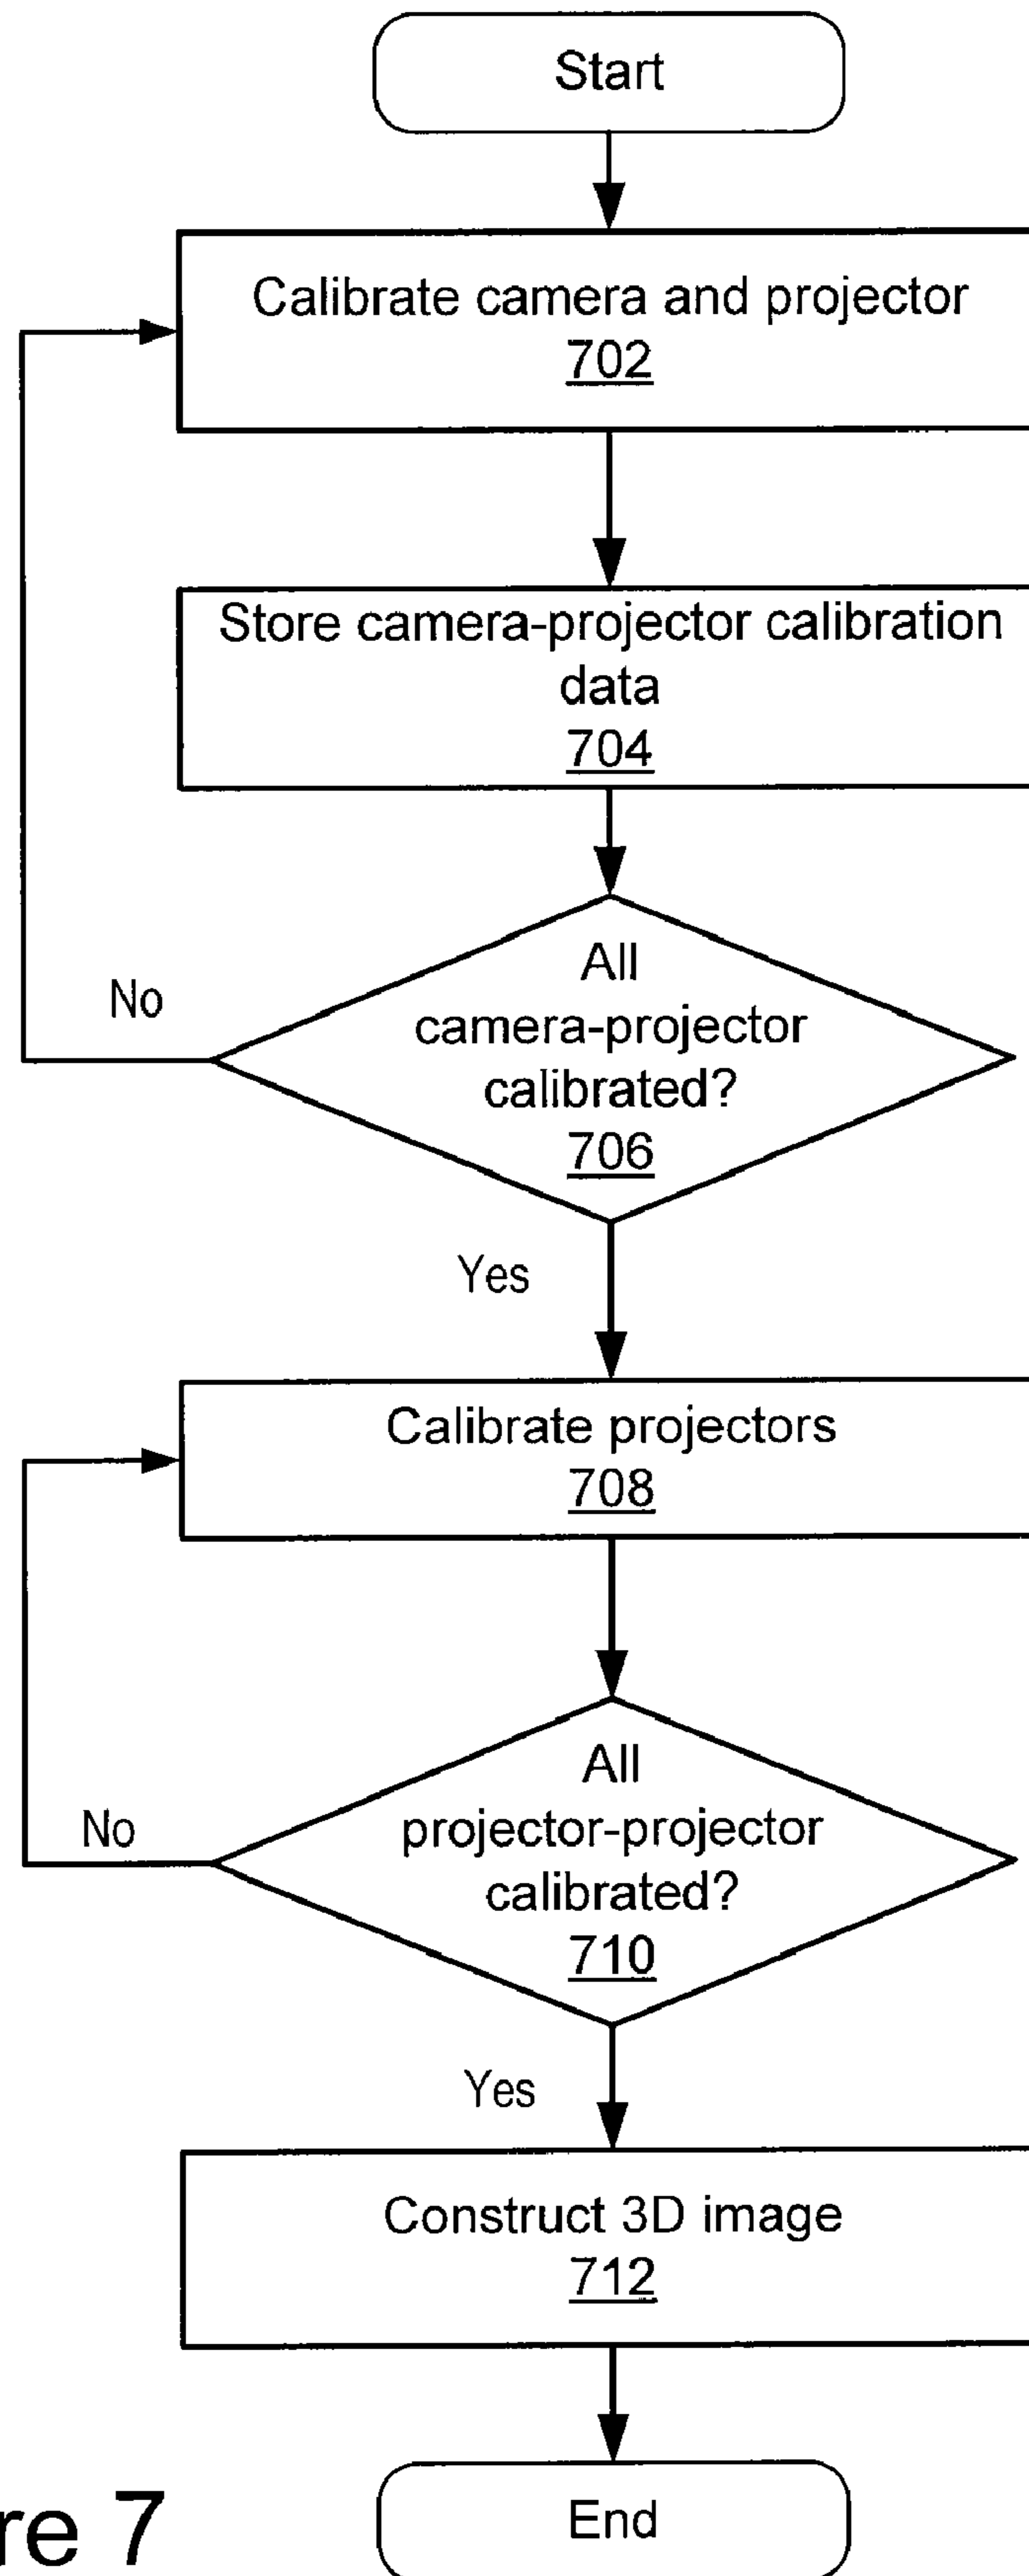 Start
Calibrate camera and projector
702
Store camera-projector calibration
data
704
All
camera-projector
calibrated?
706
No
Yes
Calibrate projectors
708
All
projector-projector
calibrated?
710
No
Yes
Construct 3D image
712
End
re 7